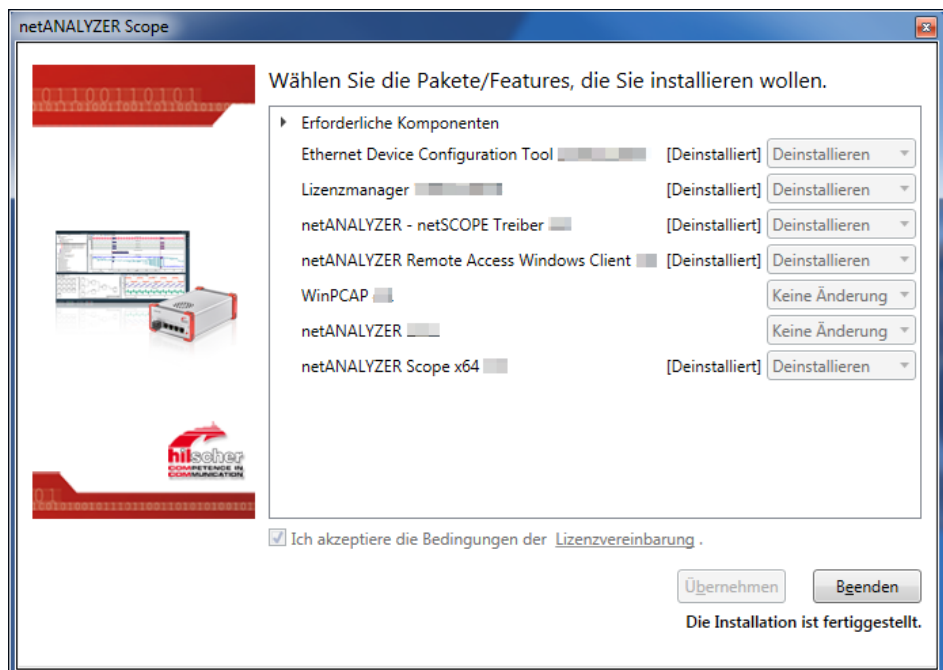 netANALYZER Scope
Wählen Sie die Pakete/Features, die Sie installieren wollen.
Erforderliche Komponenten
Ethernet Device Configuration Tool [Deinstalliert] Deinstallieren
Lizenzmanager [Deinstalliert] Deinstallieren
netANALYZER - netSCOPE Treiber [Deinstalliert] Deinstallieren
netANALYZER Remote Access Windows Client [Deinstalliert] Deinstallieren
WinPCAP Keine Änderung
netANALYZER Keine Änderung
netANALYZER Scope x64 [Deinstalliert] Deinstallieren
hilscher
COMPETENCE IN
COMMUNICATION
Ich akzeptiere die Bedingungen der Lizenzvereinbarung .
Übernehmen Beenden
Die Installation ist fertiggestellt.